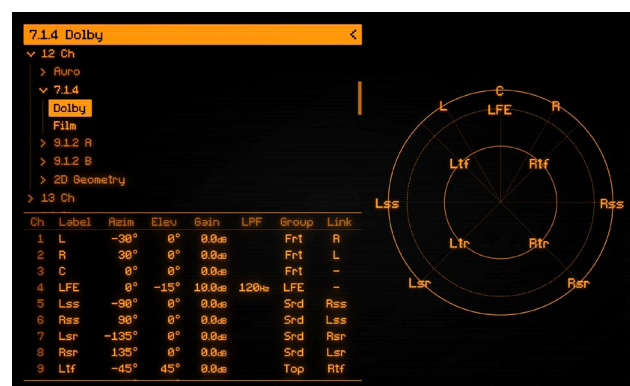 7.1.4 Dolby <
12 Ch
Auro
7.1.4
Dolby
Film
9.1.2 A
9.1.2 B
2D Geometry
13 Ch
Ch Label Azim Elev Gain LPF Group Link
1 L -30° 0° 0.0dB Frt R
2 R 30° 0° 0.0dB Frt L
3 C 0° 0° 0.0dB Frt -
4 LFE 0° -15° 10.0dB 120Hz LFE -
5 Lss -90° 0° 0.0dB Srd Rss
6 Rss 90° 0° 0.0dB Srd Lss
7 Lsr -135° 0° 0.0dB Srd Rsr
8 Rsr 135° 0° 0.0dB Srd Lsr
9 Ltf -45° 45° 0.0dB Top Rtf
C
L R
LFE
Ltf Rtf
Lss Rss
Ltr Rtr
Lsr Rsr